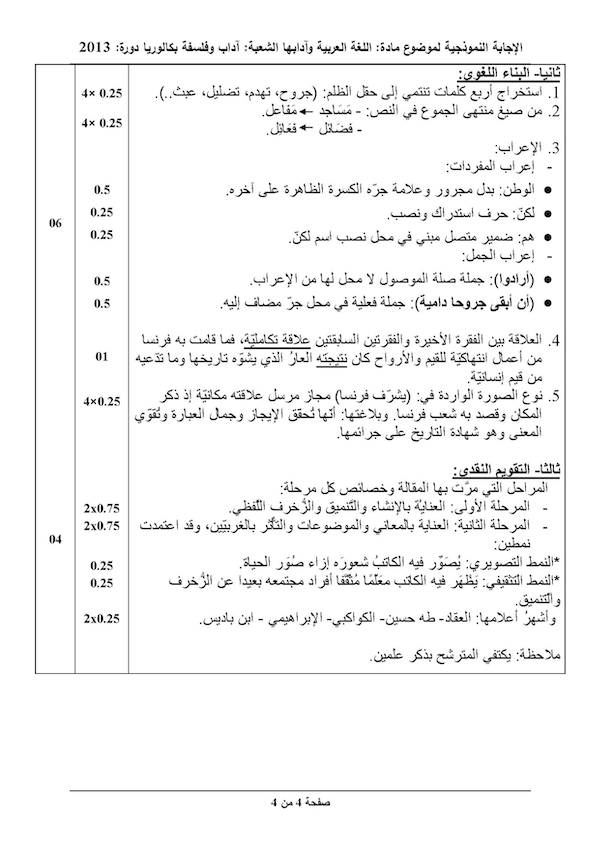 الإجابة النموذجية لموضوع مادة: اللغة العربية وآدابها الشعبة: آداب وفلسفة بكالوريا دورة: 2013
ثانيا- البناء اللغوي:
1. استخراج أربع كلمات تنتمي إلى حقل الظلم: (جروح، تهدم، تضليل، عبث..).
4× 0.25
2. من صيغ منتهى الجموع في النص: - مَسَاجد ← مَفاعل.
4× 0.25
- فَضَائل ← فَعَائِل.
3. الإعراب:
- إعراب المفردات:
● الوطن: بدل مجرور وعلامة جرّه الكسرة الظاهرة على آخره.
0.5
● لكنّ: حرف استدراك ونصب.
0.25
06
● هم: ضمير متصل مبني في محل نصب اسم لكنّ.
0.25
- إعراب الجمل:
● (أرادوا): جملة صلة الموصول لا محل لها من الإعراب.
0.5
● (أن أبقى جروحا دامية): جملة فعلية في محل جرّ مضاف إليه.
0.5
4. العلاقة بين الفقرة الأخيرة والفقرتين السابقتين علاقة تكامليّة، فما قامت به فرنسا
من أعمال انتهاكيّة للقيم والأرواح كان نتيجته العارُ الذي يشوّه تاريخها وما تدّعيه
01
من قيم إنسانيّة.
5. نوع الصورة الواردة في: (يشرّف فرنسا) مجاز مرسل علاقته مكانيّة إذ ذكر
4×0.25
المكان وقصد به شعب فرنسا. وبلاغتها: أنّها تُحقق الإيجاز وجمال العبارة وتُقوّي
المعنى وهو شهادة التاريخ على جرائمها.
ثالثا- التقويم النقدي:
المراحل التي مرّت بها المقالة وخصائص كل مرحلة:
- المرحلة الأولى: العناية بالإنشاء والتّنميق والزُّخرف اللّفظي.
2x0.75
- المرحلة الثانية: العناية بالمعاني والموضوعات والتأثّر بالغربيّين، وقد اعتمدت
2x0.75
04
نمطين:
*النمط التصويري: يُصَوِّر فيه الكاتبُ شعورَه إزاء صُوَر الحياة.
0.25
*النمط التثقيفي: يَظْهَر فيه الكاتب معَلّمًا مُثَقّفا أفراد مجتمعه بعيدا عن الزُّخرف
0.25
والتّنميق.
وأشهرُ أعلامها: العقاد- طه حسين- الكواكبي- الإبراهيمي - ابن باديس.
2x0.25
ملاحظة: يكتفي المترشح بذكر علمين.
صفحة 4 من 4